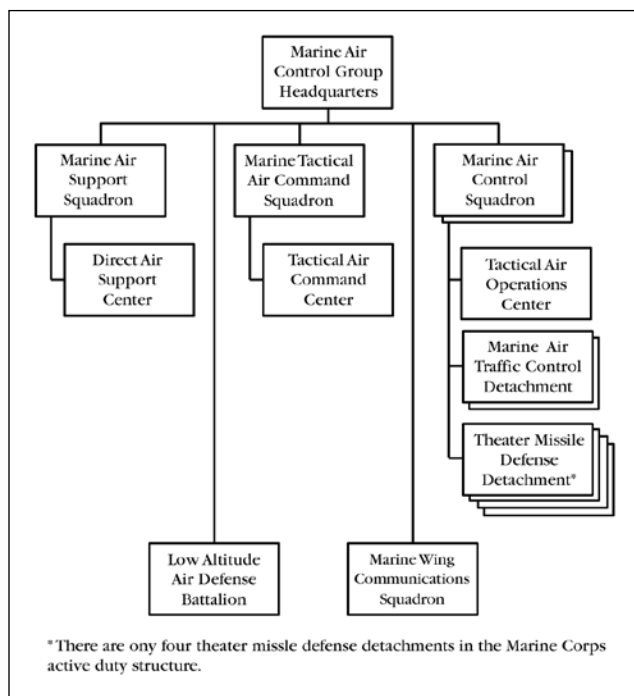 Marine Air
Control Group
Headquarters
Marine Air
Support
Squadron
Marine Tactical
Air Command
Squadron
Marine Air
Control
Squadron
Direct Air
Support
Center
Tactical Air
Command
Center
Tactical Air
Operations
Center
Marine Air
Traffic Control
Detachment
Theater Missile
Defense
Detachment*
Low Altitude
Air Defense
Battalion
Marine Wing
Communications
Squadron
*There are ony four theater missle defense detachments in the Marine Corps
active duty structure.